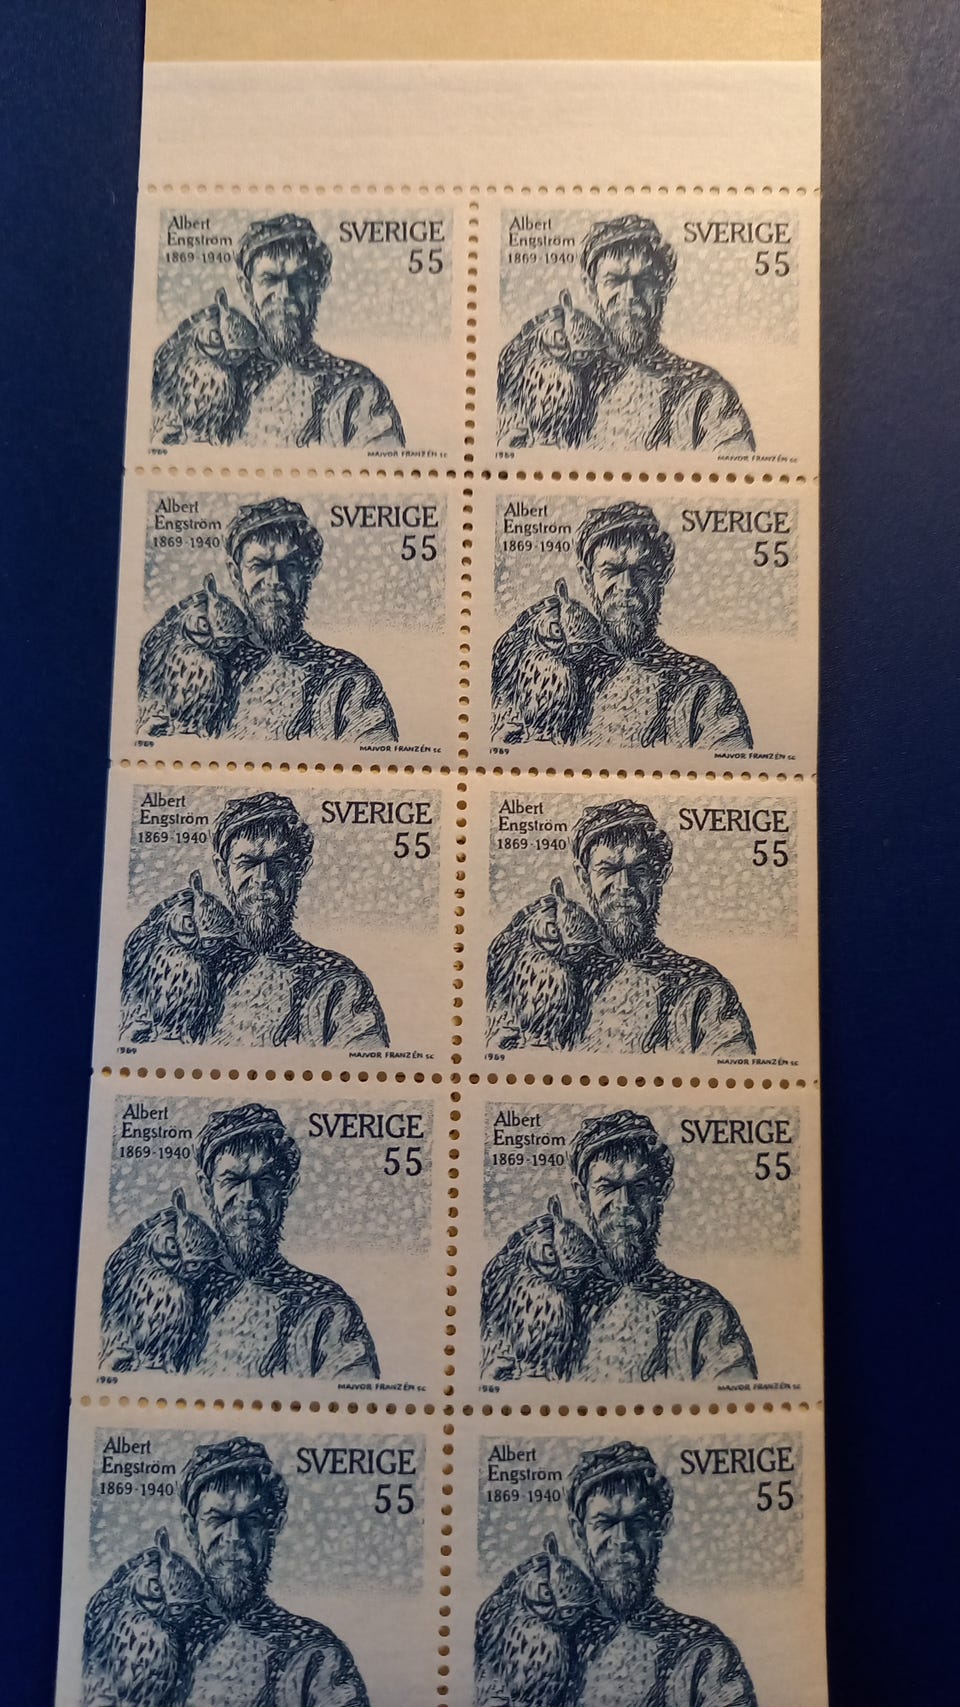 Albert
Engström
1869-1940
SVERIGE
55
1969
MAJVOR FRANZÉN SC
Albert
Engström
1869-1940
SVERIGE
55
1969
MAJVOR FRANZÉN SC
Albert
Engström
1869-1940
SVERIGE
55
1969
MAJVOR FRANZÉN SC
Albert
Engström
1869-1940
SVERIGE
55
1969
MAJVOR FRANZÉN SC
Albert
Engström
1869-1940
SVERIGE
55
1969
MAJVOR FRANZÉN SC
Albert
Engström
1869-1940
SVERIGE
55
1969
MAJVOR FRANZÉN SC
Albert
Engström
1869-1940
SVERIGE
55
1969
MAJVOR FRANZÉN SC
Albert
Engström
1869-1940
SVERIGE
55
1969
MAJVOR FRANZÉN SC
Albert
Engström
1869-1940
SVERIGE
55
Albert
Engström
1869-1940
SVERIGE
55